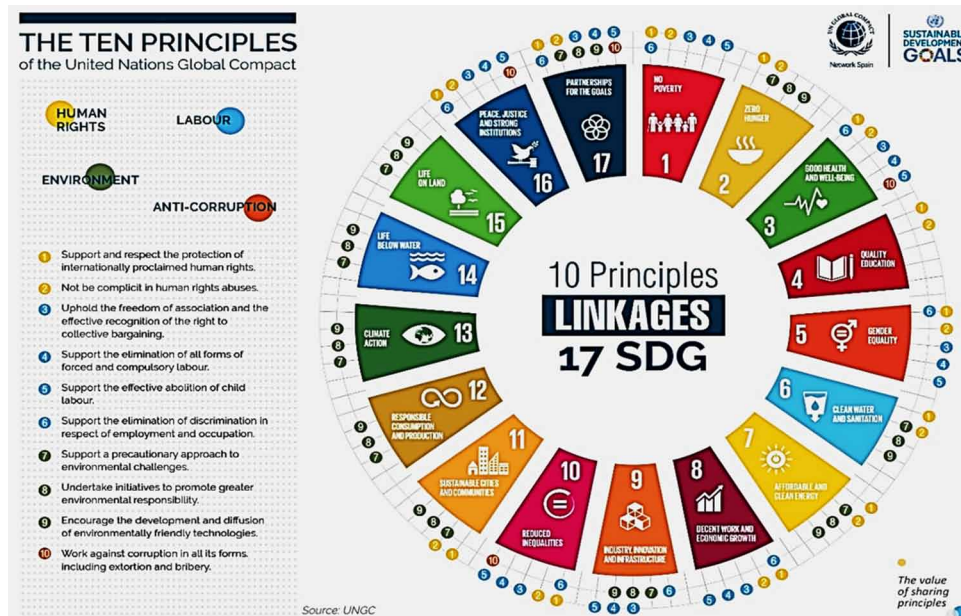 THE TEN PRINCIPLES
of the United Nations Global Compact
HUMAN
RIGHTS
LABOUR
ENVIRONMENT
ANTI-CORRUPTION
1 Support and respect the protection of
internationally proclaimed human rights.
2 Not be complicit in human rights abuses.
3 Uphold the freedom of association and the
effective recognition of the right to
collective bargaining.
4 Support the elimination of all forms of
forced and compulsory labour.
5 Support the effective abolition of child
labour.
6 Support the elimination of discrimination in
respect of employment and occupation.
7 Support a precautionary approach to
environmental challenges.
8 Undertake initiatives to promote greater
environmental responsibility.
9 Encourage the development and diffusion
of environmentally friendly technologies.
10 Work against corruption in all its forms.
including extortion and bribery.
Source: UNGC
Network Spain
SUSTAINABLE
DEVELOPMENT
GOALS
10 Principles
LINKAGES
17 SDG
NO
POVERTY
1
ZERO
HUNGER
2
GOOD HEALTH
AND WELL-BEING
3
QUALITY
EDUCATION
4
GENDER
EQUALITY
5
CLEAN WATER
AND SANITATION
6
AFFORDABLE AND
CLEAN ENERGY
7
DECENT WORK AND
ECONOMIC GROWTH
8
INDUSTRY, INNOVATION
AND INFRASTRUCTURE
9
REDUCED
INEQUALITIES
10
SUSTAINABLE CITIES
AND COMMUNITIES
11
RESPONSIBLE
CONSUMPTION
AND PRODUCTION
12
CLIMATE
ACTION
13
LIFE
BELOW WATER
14
LIFE
ON LAND
15
PEACE, JUSTICE
AND STRONG
INSTITUTIONS
16
PARTNERSHIPS
FOR THE GOALS
17
The value
of sharing
principles